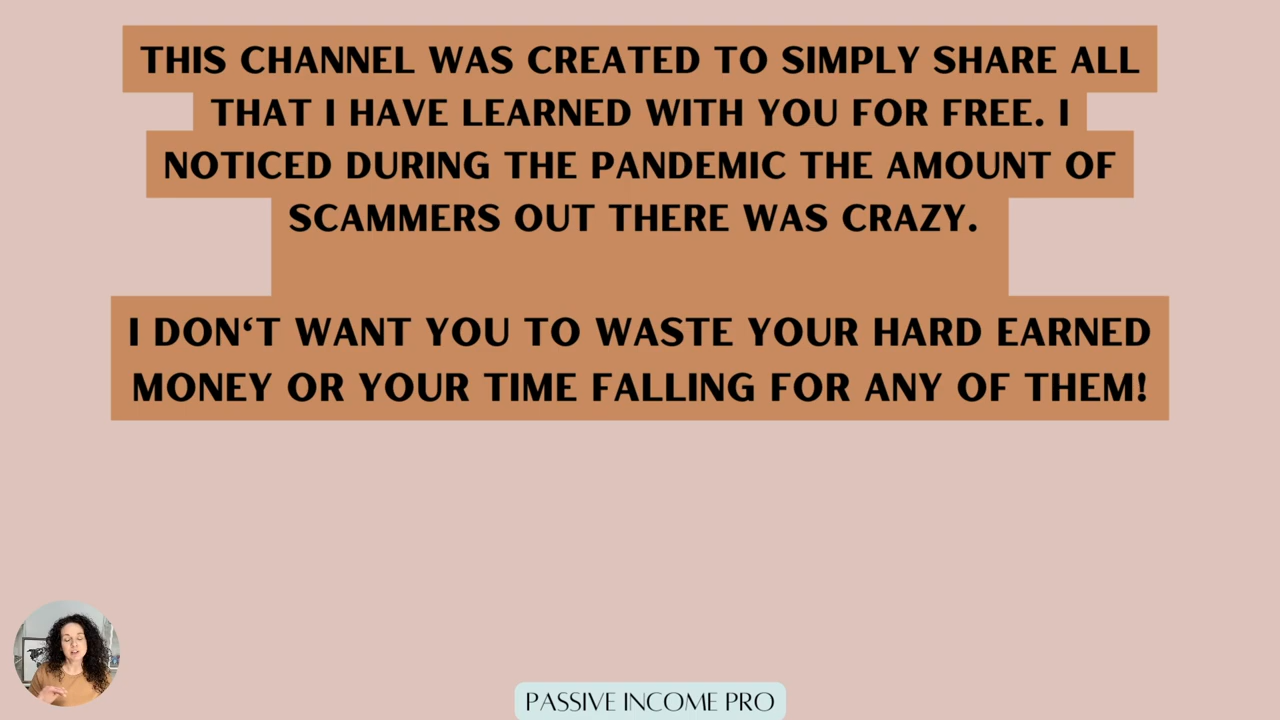 THIS CHANNEL WAS CREATED TO SIMPLY SHARE ALL
THAT I HAVE LEARNED WITH YOU FOR FREE. I
NOTICED DURING THE PANDEMIC THE AMOUNT OF
SCAMMERS OUT THERE WAS CRAZY.
I DON‘T WANT YOU TO WASTE YOUR HARD EARNED
MONEY OR YOUR TIME FALLING FOR ANY OF THEM!
PASSIVE INCOME PRO